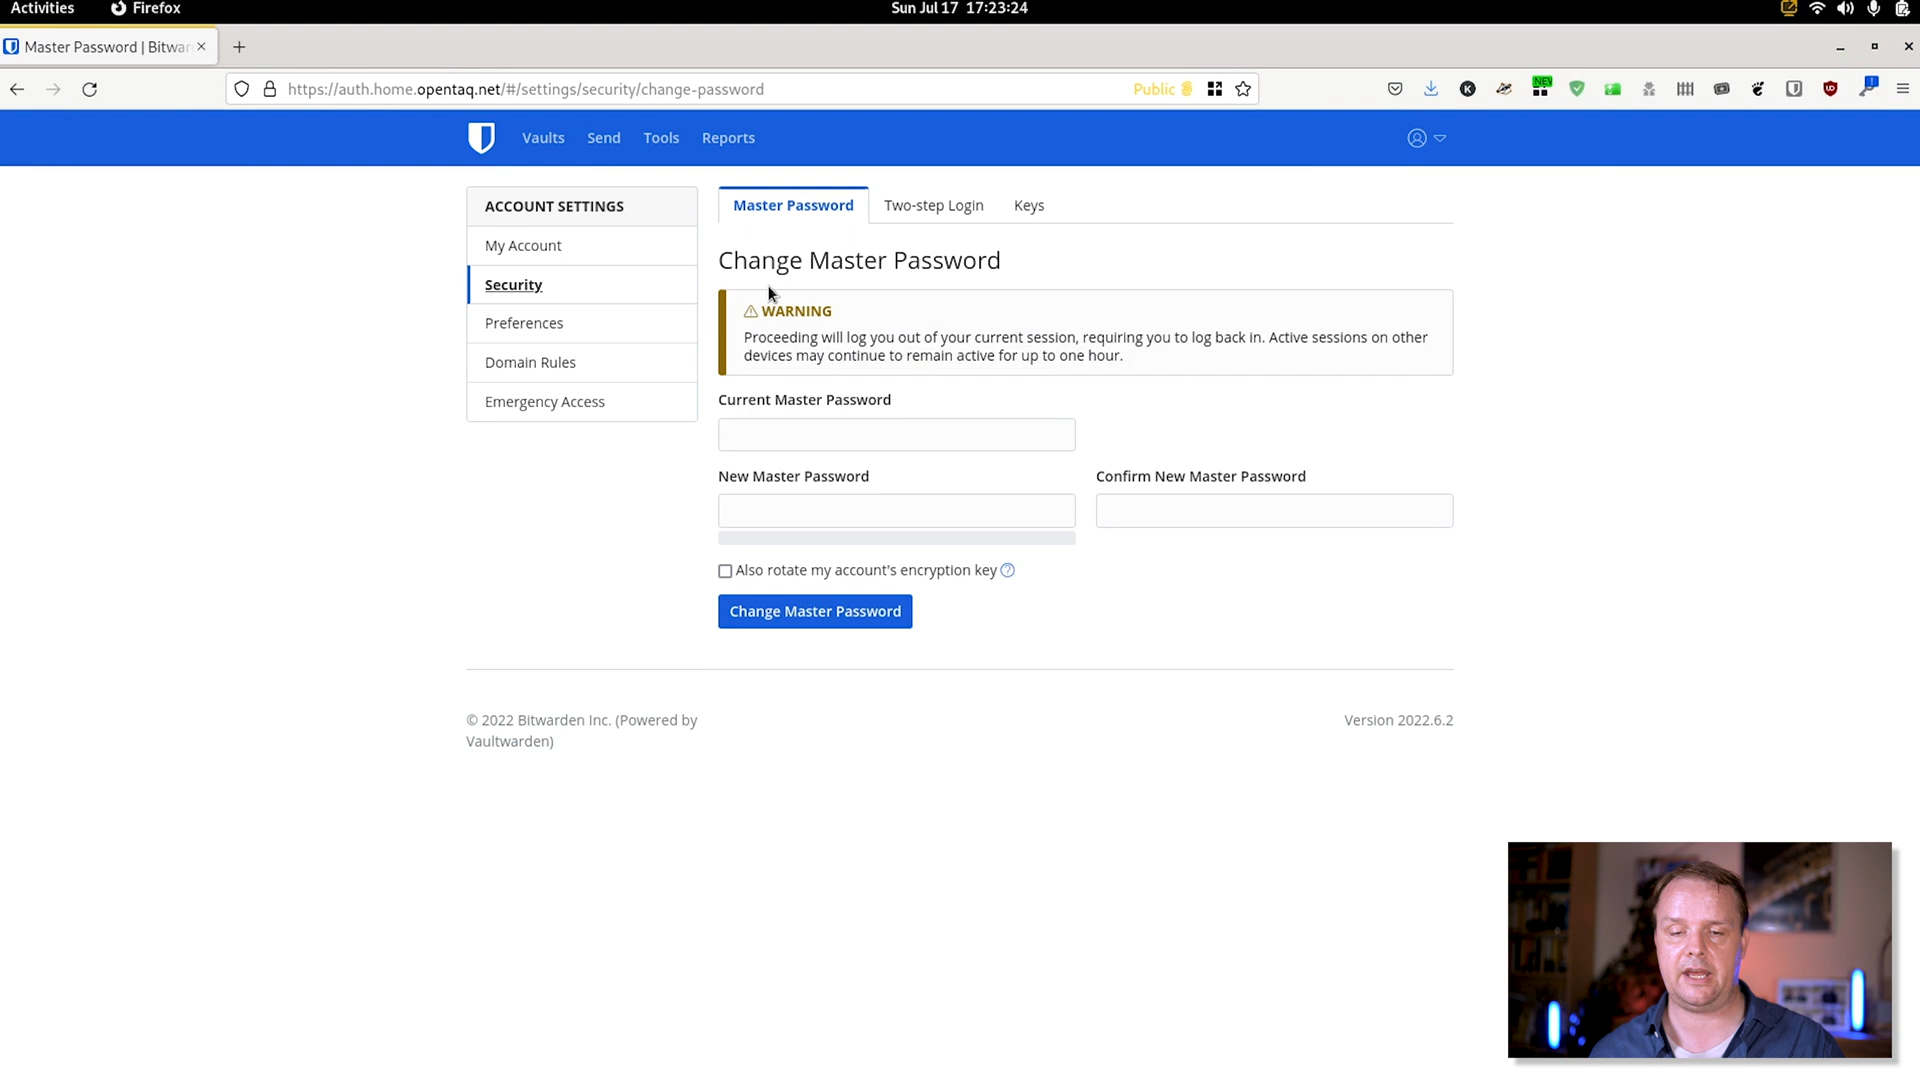 Activities
Firefox
Sun Jul 17 17:23:24
Master Password | Bitwar
https://auth.home.opentaq.net/#/settings/security/change-password
Public
NEW
Vaults
Send
Tools
Reports
ACCOUNT SETTINGS
My Account
Security
Preferences
Domain Rules
Emergency Access
Master Password
Two-step Login
Keys
Change Master Password
WARNING
Proceeding will log you out of your current session, requiring you to log back in. Active sessions on other
devices may continue to remain active for up to one hour.
Current Master Password
New Master Password
Confirm New Master Password
Also rotate my account's encryption key
Change Master Password
© 2022 Bitwarden Inc. (Powered by
Vaultwarden)
Version 2022.6.2